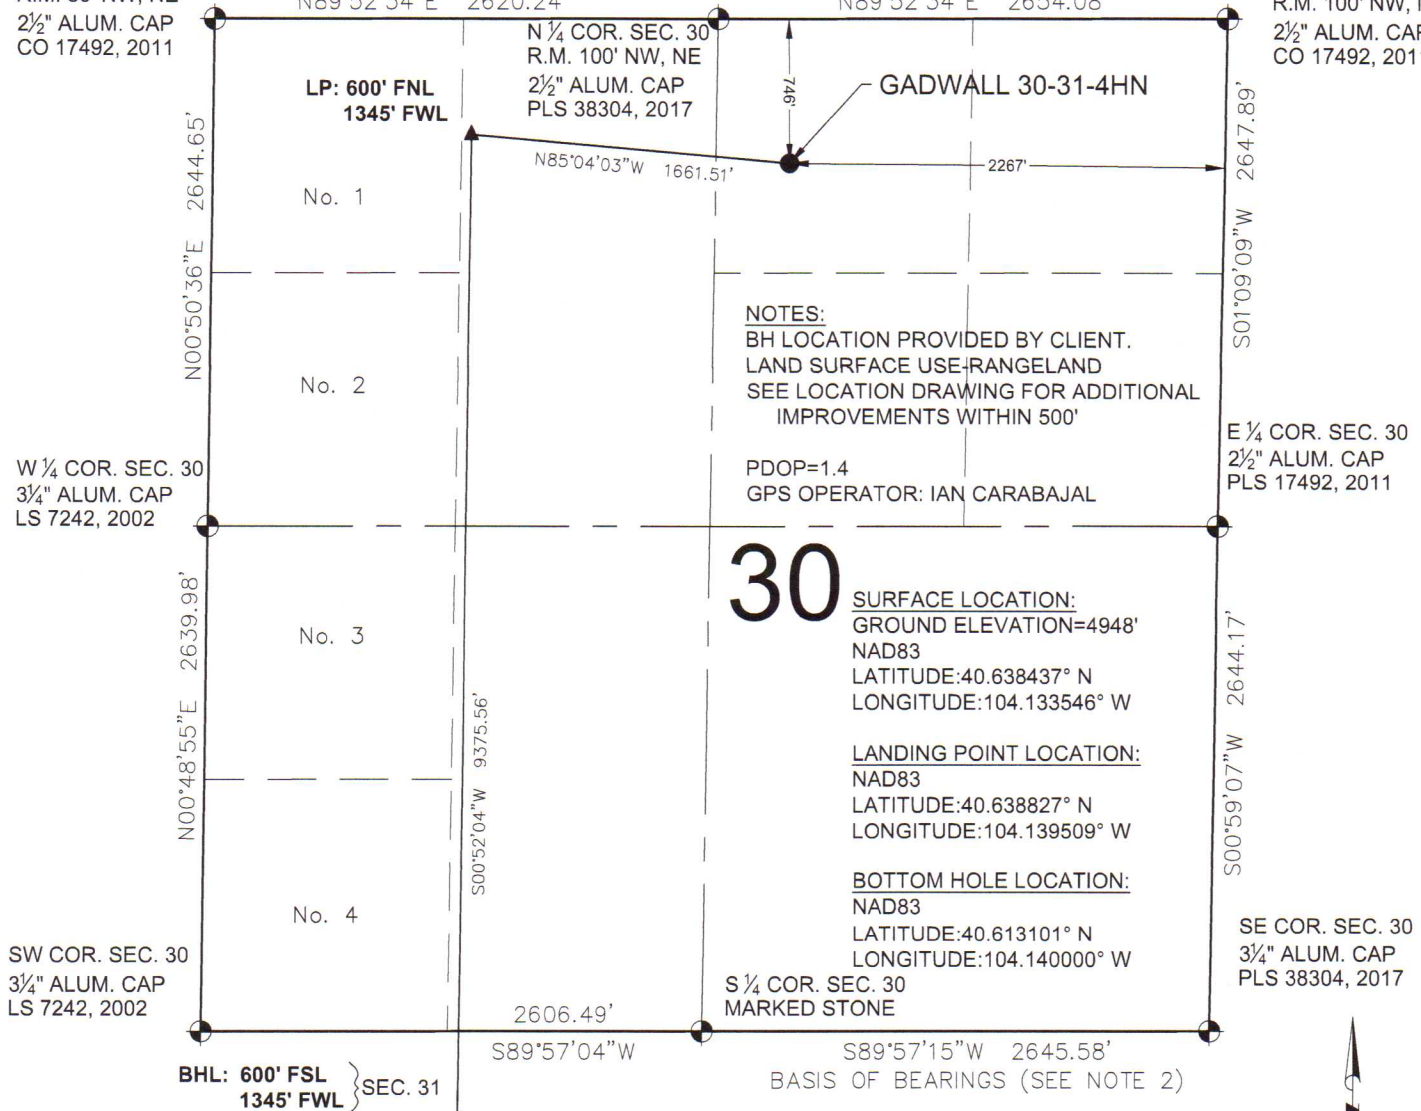 N89°52'34"E 2620.24'
N89°52'34"E 2654.08'
2½" ALUM. CAP
CO 17492, 2011
N ¼ COR. SEC. 30
R.M. 100' NW, NE
2½" ALUM. CAP
PLS 38304, 2017
R.M. 100' NW,
2½" ALUM. CAP
CO 17492, 201
LP: 600' FNL
1345' FWL
746'
GADWALL 30-31-4HN
N85°04'03"W 1661.51'
2267'
N00°50'36"E 2644.65'
S01°09'09"W 2647.89'
No. 1
No. 2
NOTES:
BH LOCATION PROVIDED BY CLIENT.
LAND SURFACE USE-RANGELAND
SEE LOCATION DRAWING FOR ADDITIONAL
IMPROVEMENTS WITHIN 500'
PDOP=1.4
GPS OPERATOR: IAN CARABAJAL
W ¼ COR. SEC. 30
3¼" ALUM. CAP
LS 7242, 2002
E ¼ COR. SEC. 30
2½" ALUM. CAP
PLS 17492, 2011
30
N00°48'55"E 2639.98'
No. 3
S00°52'04"W 9375.56'
SURFACE LOCATION:
GROUND ELEVATION=4948'
NAD83
LATITUDE:40.638437° N
LONGITUDE:104.133546° W
LANDING POINT LOCATION:
NAD83
LATITUDE:40.638827° N
LONGITUDE:104.139509° W
BOTTOM HOLE LOCATION:
NAD83
LATITUDE:40.613101° N
LONGITUDE:104.140000° W
S00°59'07"W 2644.17'
No. 4
SW COR. SEC. 30
3¼" ALUM. CAP
LS 7242, 2002
S ¼ COR. SEC. 30
MARKED STONE
SE COR. SEC. 30
3¼" ALUM. CAP
PLS 38304, 2017
2606.49'
S89°57'04"W
S89°57'15"W 2645.58'
BASIS OF BEARINGS (SEE NOTE 2)
BHL: 600' FSL
1345' FWL
SEC. 31